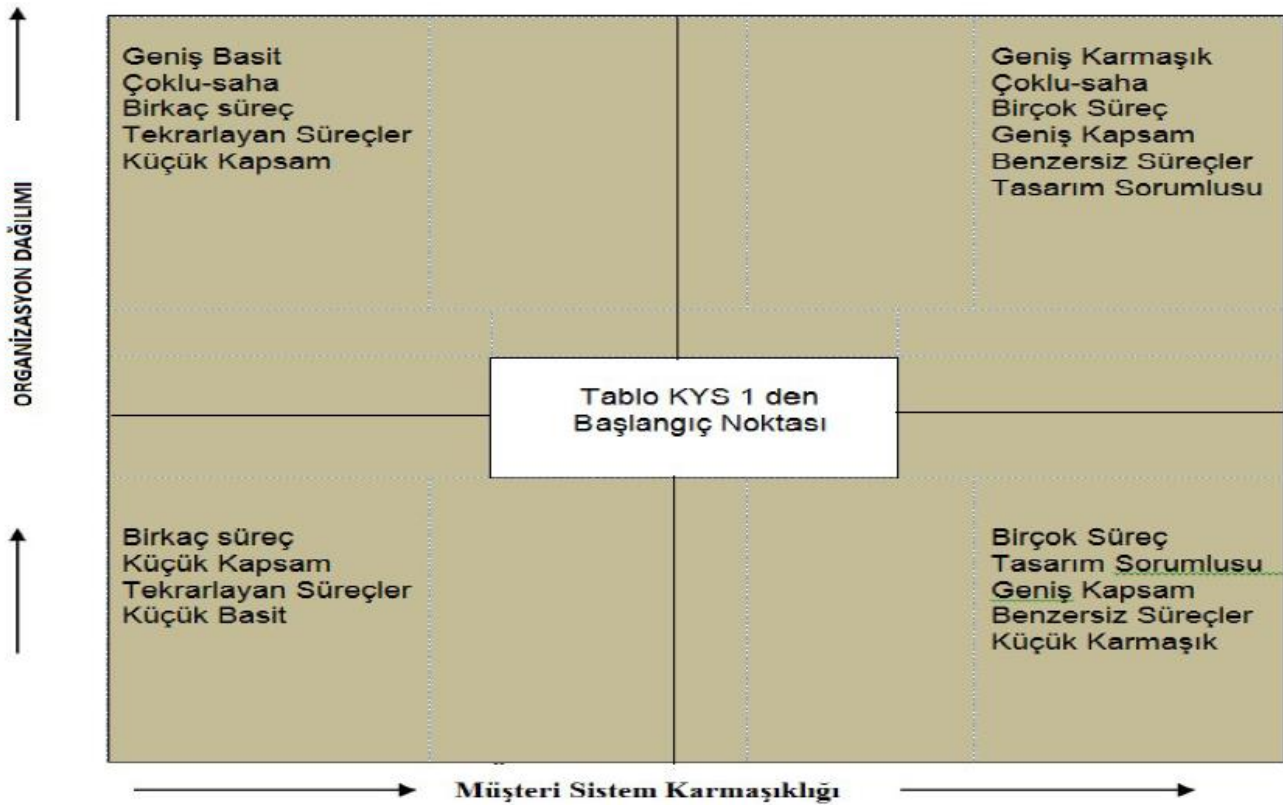 ORGANİZASYON DAĞILIMI
Geniş Basit
Çoklu-saha
Birkaç süreç
Tekrarlayan Süreçler
Küçük Kapsam
Geniş Karmaşık
Çoklu-saha
Birçok Süreç
Geniş Kapsam
Benzersiz Süreçler
Tasarım Sorumlusu
Tablo KYS 1 den
Başlangıç Noktası
Birkaç süreç
Küçük Kapsam
Tekrarlayan Süreçler
Küçük Basit
Birçok Süreç
Tasarım Sorumlusu
Geniş Kapsam
Benzersiz Süreçler
Küçük Karmaşık
Müşteri Sistem Karmaşıklığı